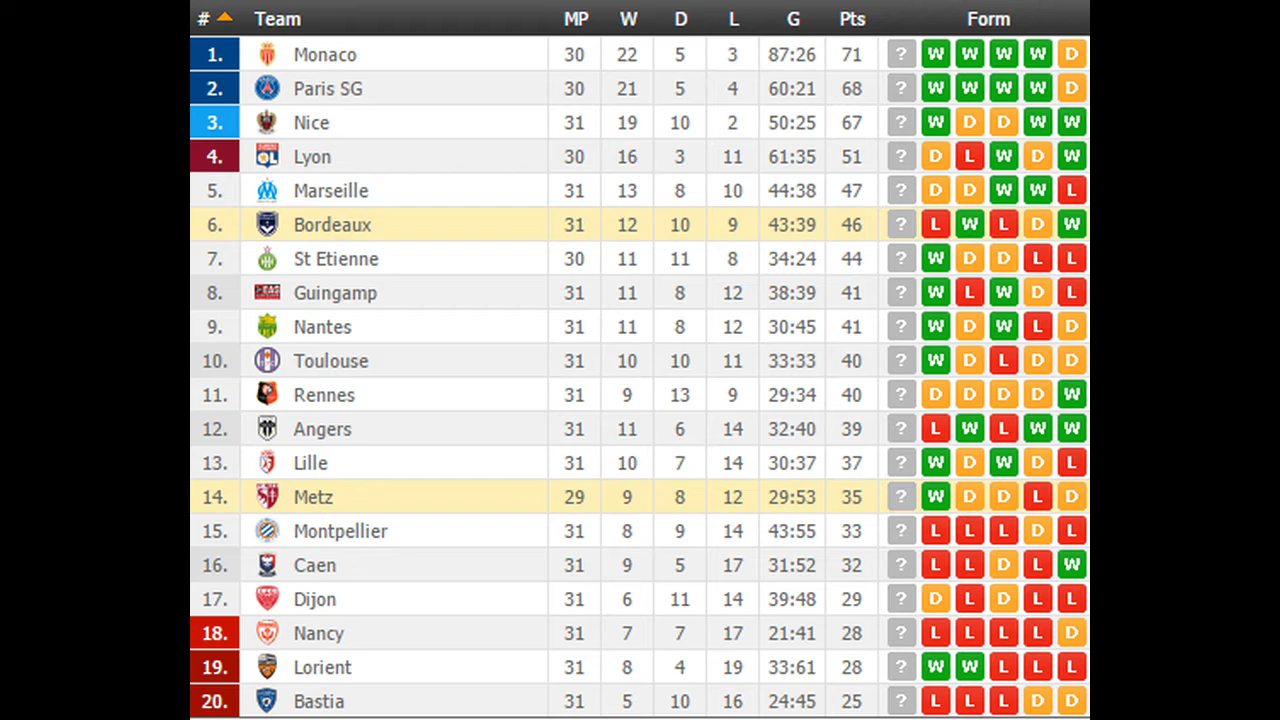 # Team MP W D L G Pts Form
1. Monaco 30 22 5 3 87:26 71 ? W W W W D
2. Paris SG 30 21 5 4 60:21 68 ? W W W W D
3. Nice 31 19 10 2 50:25 67 ? W D D W W
4. Lyon 30 16 3 11 61:35 51 ? D L W D W
5. Marseille 31 13 8 10 44:38 47 ? D D W W L
6. Bordeaux 31 12 10 9 43:39 46 ? L W L D W
7. St Etienne 30 11 11 8 34:24 44 ? W D D L L
8. Guingamp 31 11 8 12 38:39 41 ? W L W D L
9. Nantes 31 11 8 12 30:45 41 ? W D W L D
10. Toulouse 31 10 10 11 33:33 40 ? W D L D D
11. Rennes 31 9 13 9 29:34 40 ? D D D D W
12. Angers 31 11 6 14 32:40 39 ? L W L W W
13. Lille 31 10 7 14 30:37 37 ? W D W D L
14. Metz 29 9 8 12 29:53 35 ? W D D L D
15. Montpellier 31 8 9 14 43:55 33 ? L L L D L
16. Caen 31 9 5 17 31:52 32 ? L L D L W
17. Dijon 31 6 11 14 39:48 29 ? D L D L L
18. Nancy 31 7 7 17 21:41 28 ? L L L L D
19. Lorient 31 8 4 19 33:61 28 ? W W L L L
20. Bastia 31 5 10 16 24:45 25 ? L L L D D